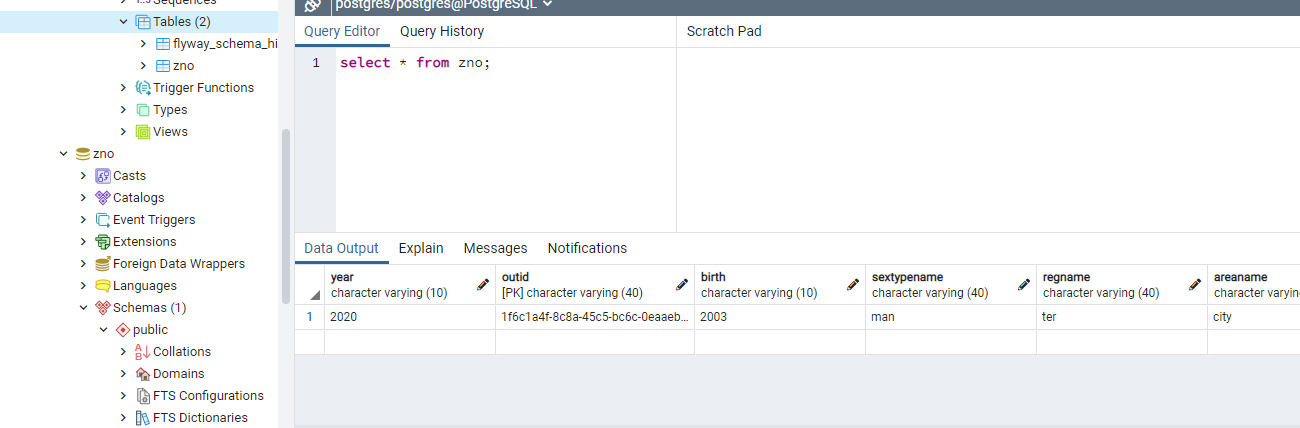 Sequences
Tables (2)
flyway_schema_hi
zno
Trigger Functions
Types
Views
zno
Casts
Catalogs
Event Triggers
Extensions
Foreign Data Wrappers
Languages
Schemas (1)
public
Collations
Domains
FTS Configurations
FTS Dictionaries
postgres/postgres@PostgreSQL
Query Editor Query History Scratch Pad
1 select * from zno;
Data Output Explain Messages Notifications
year outid birth sextypename regname areaname
character varying (10) [PK] character varying (40) character varying (10) character varying (40) character varying (40) character varyin
1 2020 1f6c1a4f-8c8a-45c5-bc6c-0eaaeb... 2003 man ter city